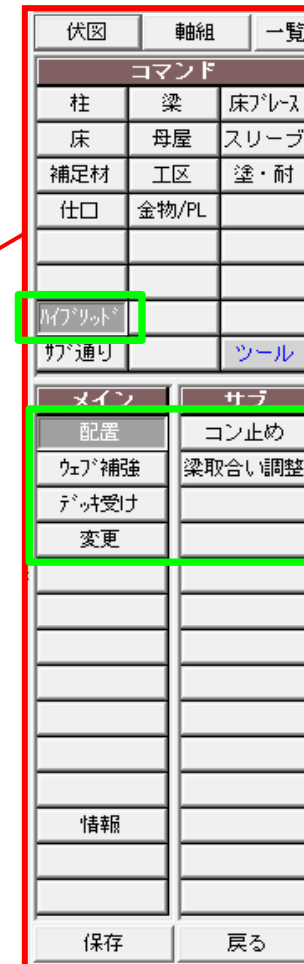 伏図 軸組 一覧
コマンド
柱 梁 床ﾌﾞﾚｰｽ
床 母屋 スリーブ
補足材 工区 塗・耐
仕口 金物/PL
ﾊｲﾌﾞﾘｯﾄﾞ
ｻﾌﾞ通り ツール
メイン サブ
配置 コン止め
ｳｪﾌﾞ補強 梁取合い調整
ﾃﾞｯｷ受け
変更
情報
保存 戻る